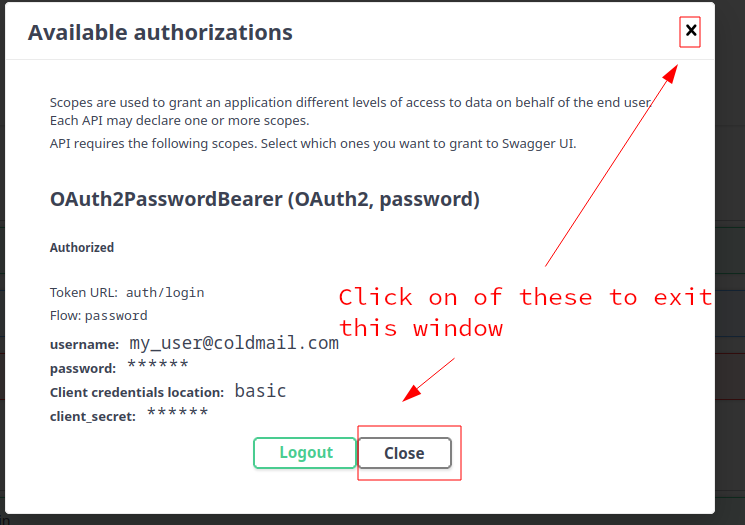 Available authorizations
Scopes are used to grant an application different levels of access to data on behalf of the end user.
Each API may declare one or more scopes.
API requires the following scopes. Select which ones you want to grant to Swagger UI.
OAuth2PasswordBearer (OAuth2, password)
Authorized
Token URL: auth/login
Flow: password
Click on of these to exit
this window
username: my_user@coldmail.com
password: ******
Client credentials location: basic
client_secret: ******
Logout
Close